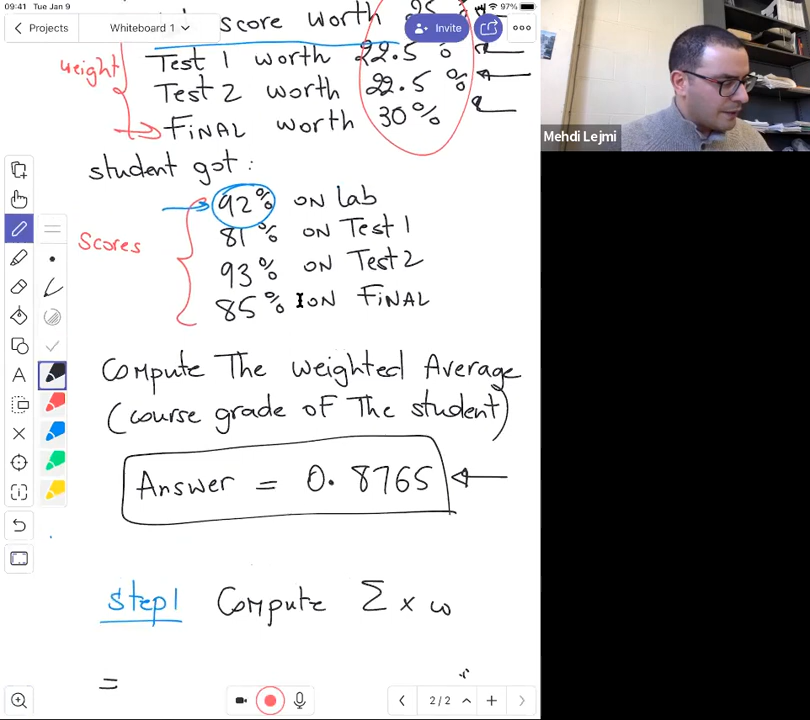 09:41 Tue Jan 9
97%
Projects
Whiteboard 1
Invite
score worth 25
Test 1 worth 22.5 %
weight
Test 2 worth 22.5 %
FiNAL worth 30%
student got :
92% ON Lab
81% ON Test 1
Scores
93% ON Test 2
85% ON FiNAL
Compute The weighted Average
(course grade of The student)
Answer = 0.8765
Step1 Compute Σ x w
=
2/2
Mehdi Lejmi